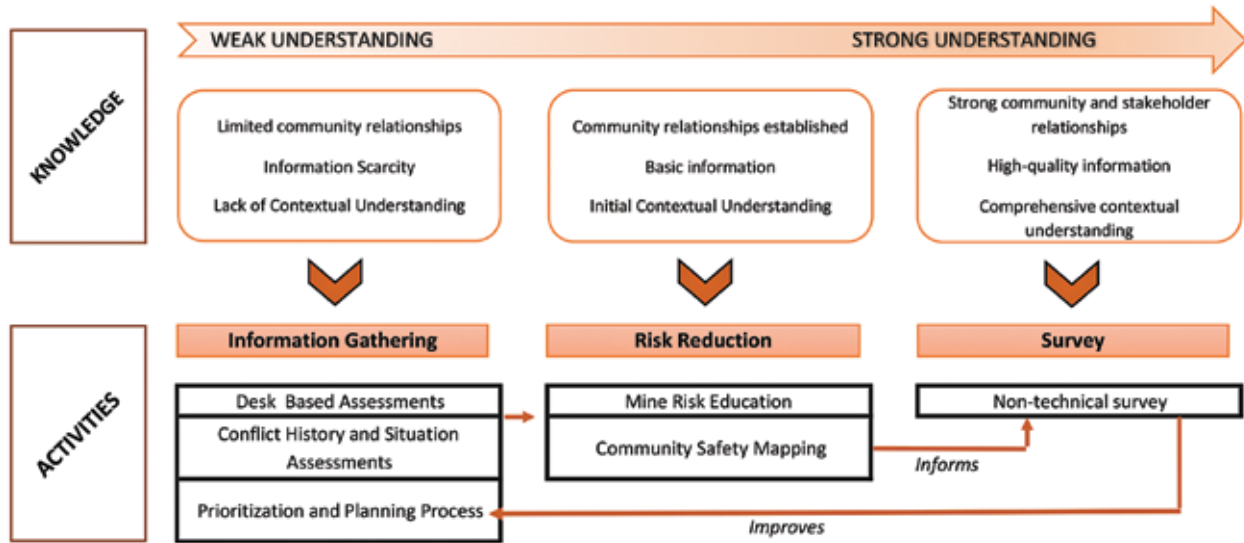 WEAK UNDERSTANDING
STRONG UNDERSTANDING
KNOWLEDGE
Limited community relationships
Information Scarcity
Lack of Contextual Understanding
Community relationships established
Basic information
Initial Contextual Understanding
Strong community and stakeholder
relationships
High-quality information
Comprehensive contextual
understanding
ACTIVITIES
Information Gathering
Desk Based Assessments
Conflict History and Situation
Assessments
Prioritization and Planning Process
Risk Reduction
Mine Risk Education
Community Safety Mapping
Informs
Survey
Non-technical survey
Improves